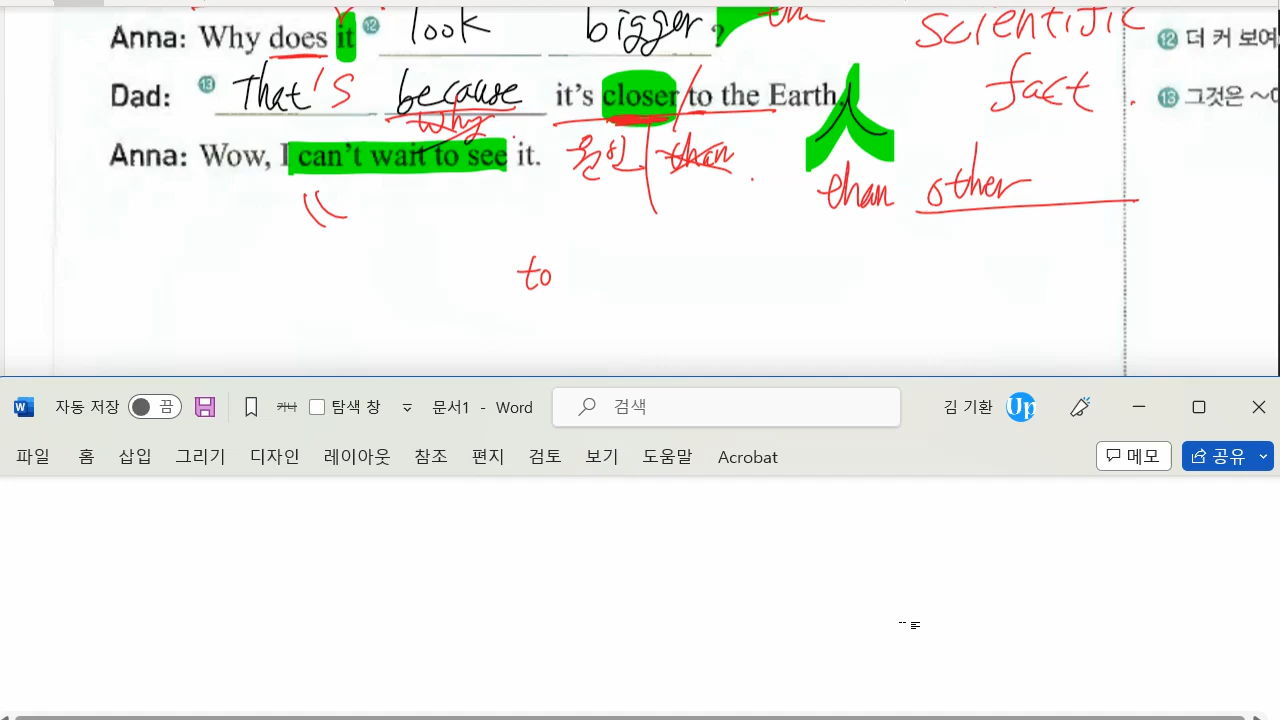 Anna: Why does it ⑫ look bigger?
scientific
⑫ 더 커 보여
Dad: ⑬ That's because it's closer to the Earth.
fact.
⑬ 그것은 ~
why
Anna: Wow, I can't wait to see it.
원인
than
than other
to
자동 저장 끔 탐색 창 문서1 - Word 검색 김 기환 Up
파일 홈 삽입 그리기 디자인 레이아웃 참조 편지 검토 보기 도움말 Acrobat 메모 공유